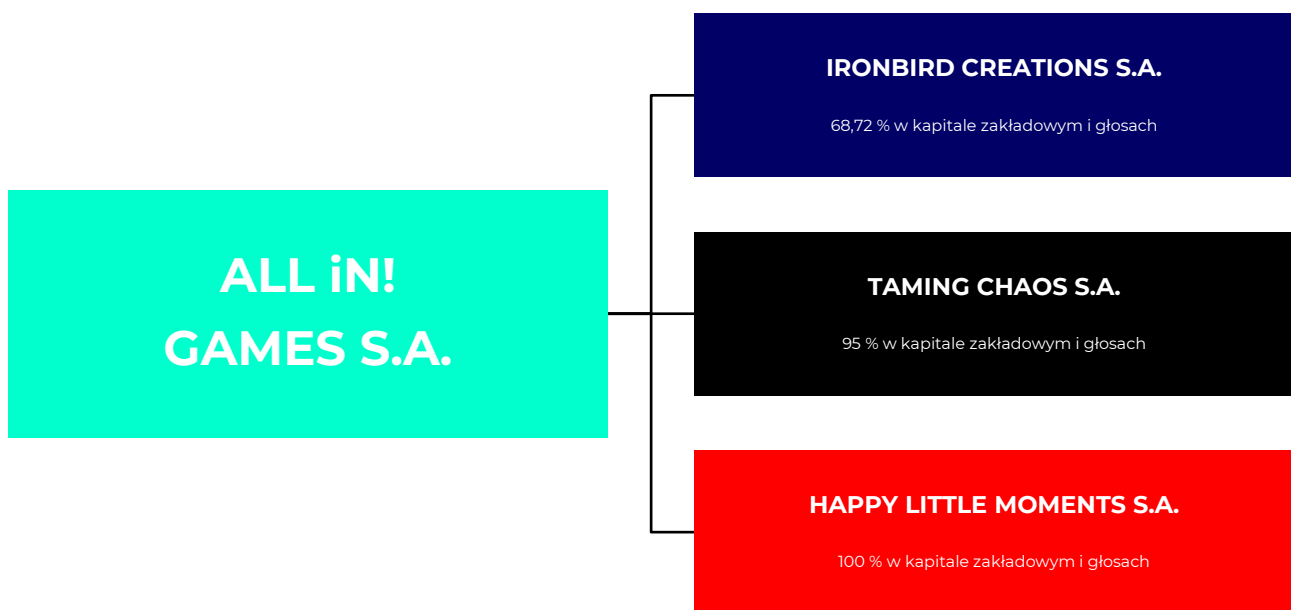 ALL iN!
GAMES S.A.
IRONBIRD CREATIONS S.A.
68,72 % w kapitale zakładowym i głosach
TAMING CHAOS S.A.
95 % w kapitale zakładowym i głosach
HAPPY LITTLE MOMENTS S.A.
100 % w kapitale zakładowym i głosach